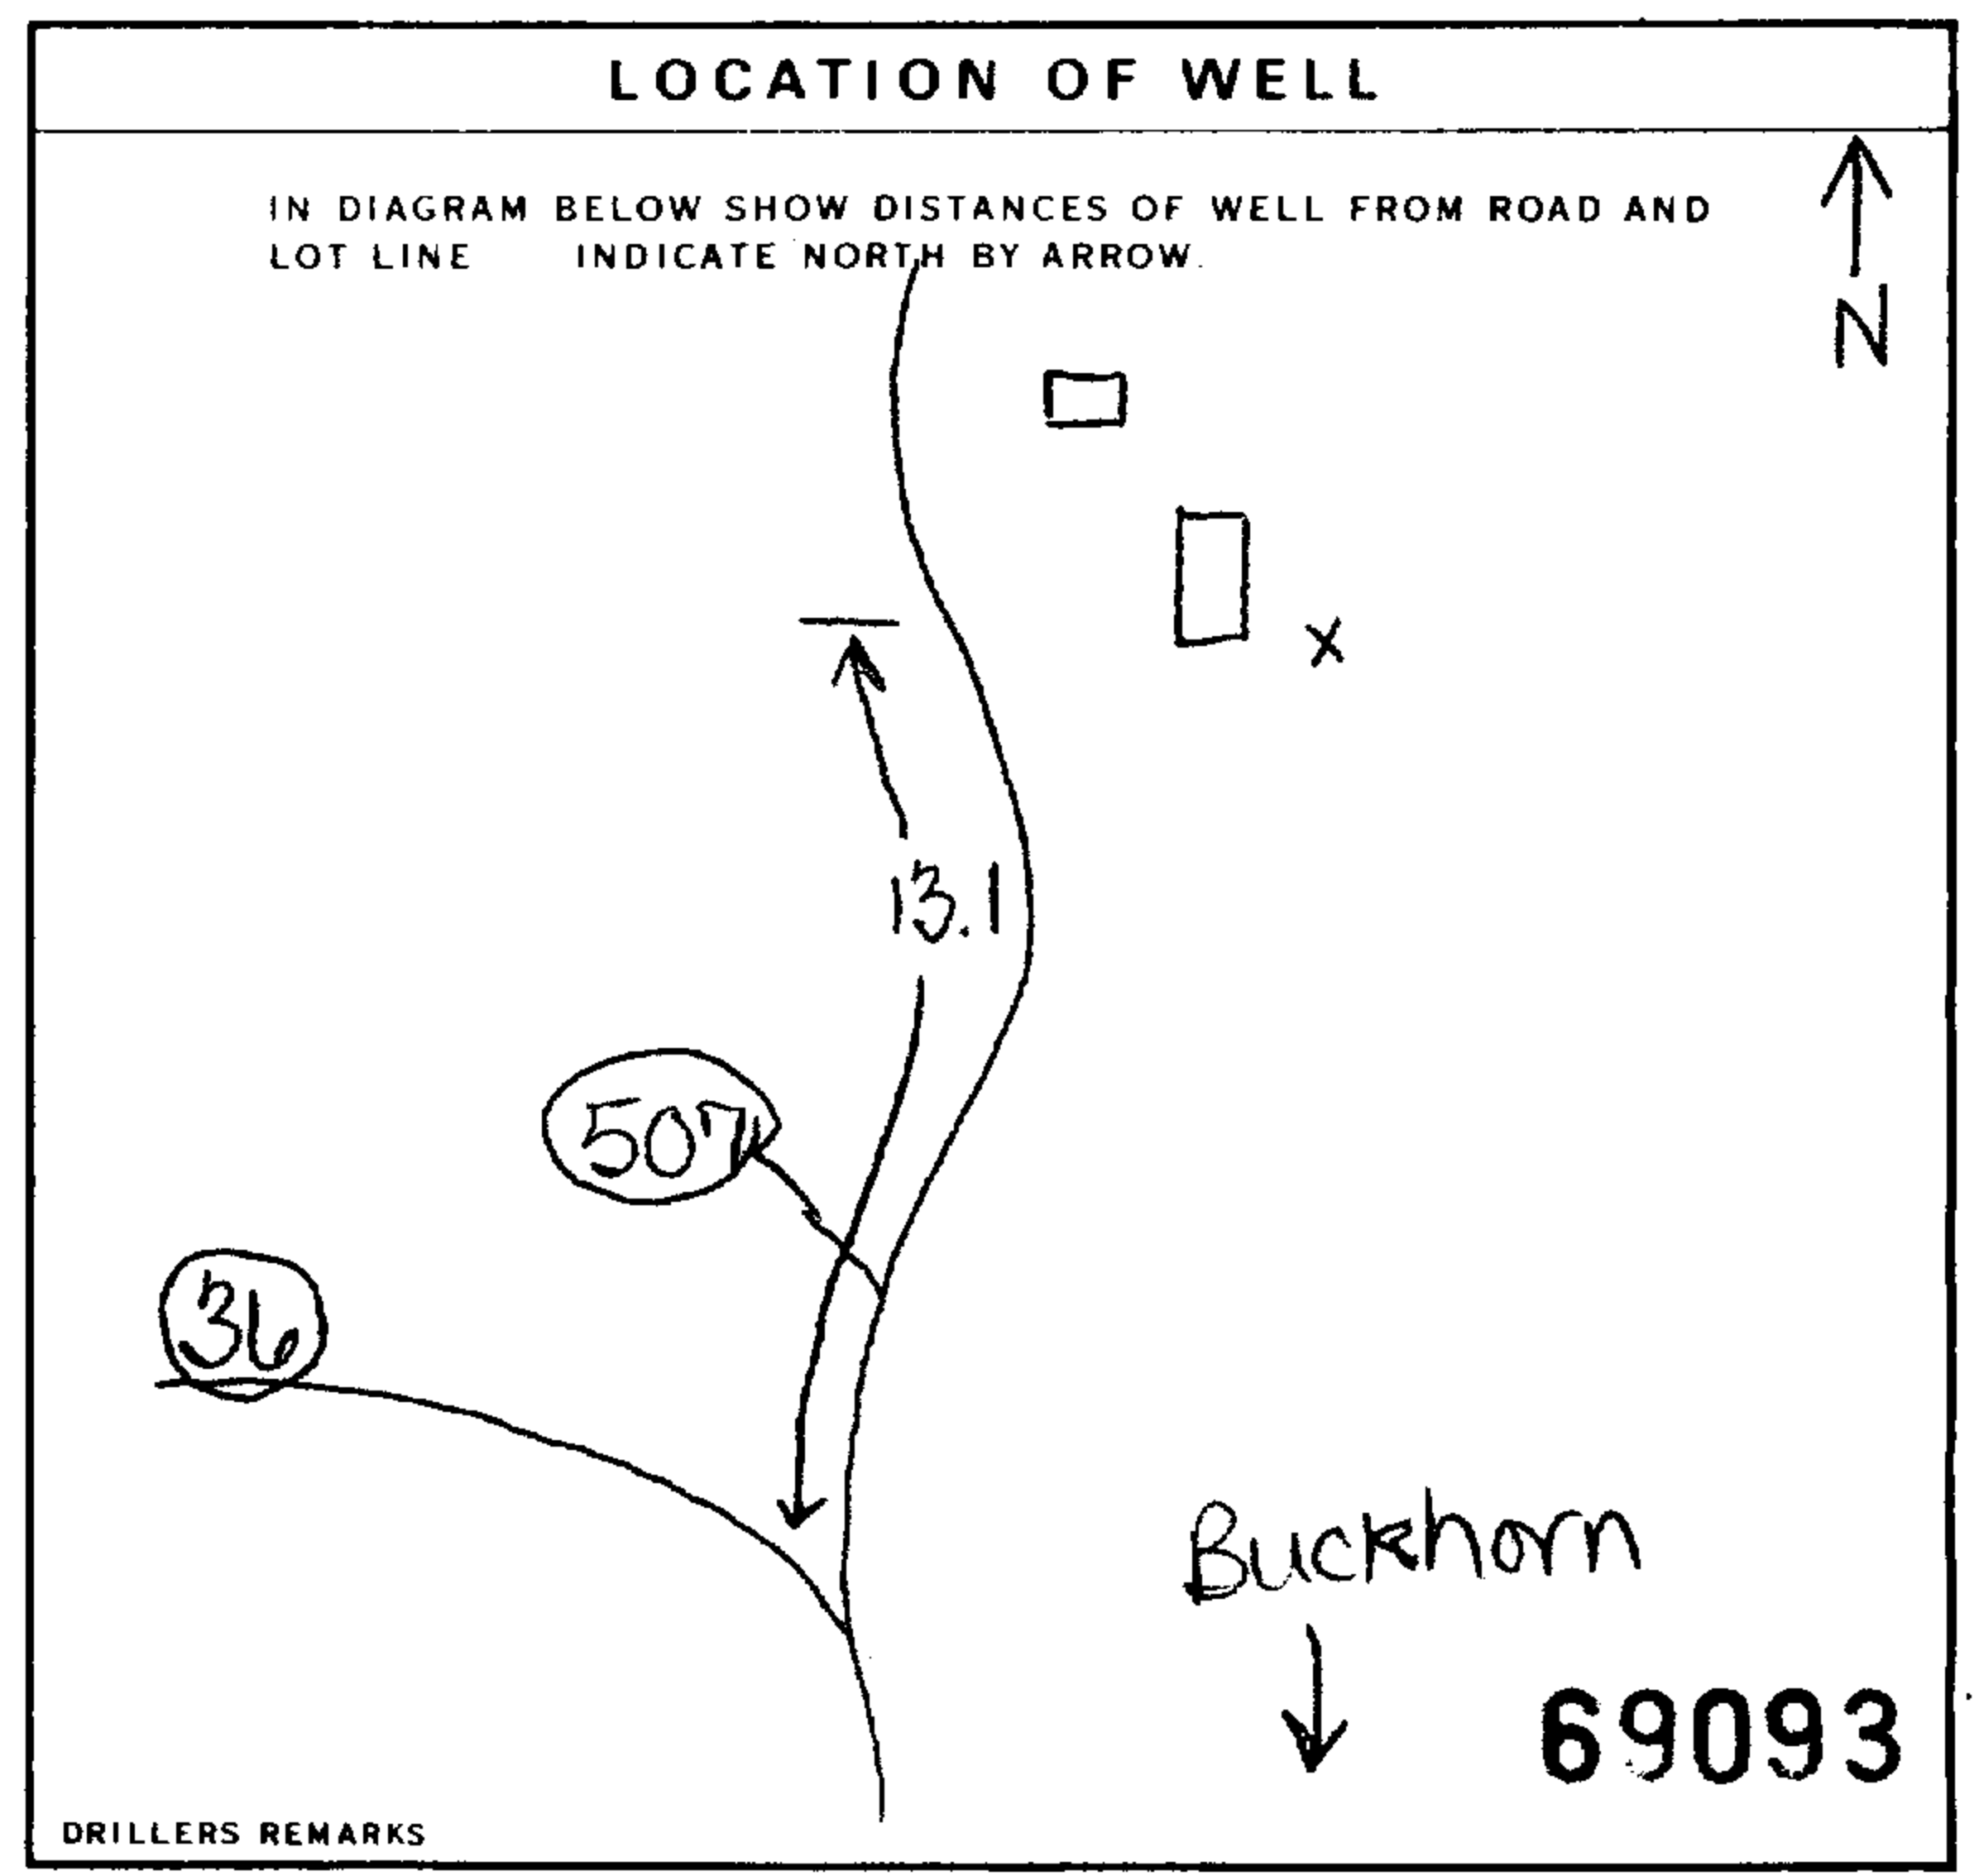 LOCATION OF WELL
IN DIAGRAM BELOW SHOW DISTANCES OF WELL FROM ROAD AND
LOT LINE INDICATE NORTH BY ARROW.
N
X
13.1
507
36
Buckhorn
69093
DRILLERS REMARKS